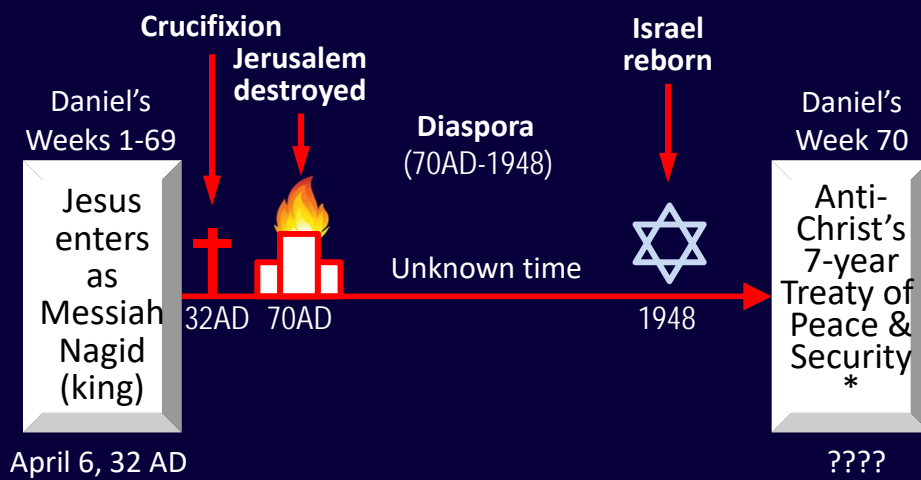 Crucifixion
Jerusalem
destroyed
Israel
reborn
Daniel’s
Weeks 1-69
Diaspora
(70AD-1948)
Daniel’s
Week 70
Jesus
enters
as
Messiah
Nagid
(king)
Unknown time
Anti-
Christ’s
7-year
Treaty of
Peace &
Security
*
32AD
70AD
1948
April 6, 32 AD
????